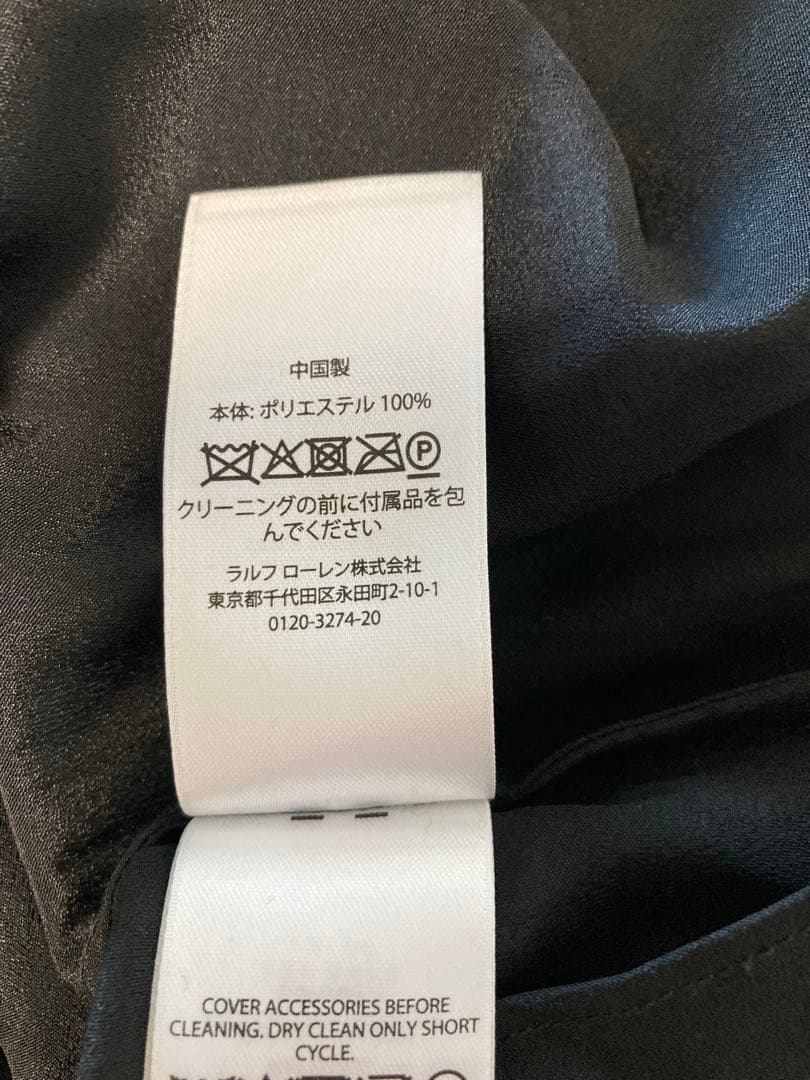 中国製
本体: ポリエステル 100%
P
クリーニングの前に付属品を包
んでください
ラルフ ローレン株式会社
東京都千代田区永田町2-10-1
0120-3274-20
COVER ACCESSORIES BEFORE
CLEANING. DRY CLEAN ONLY SHORT
CYCLE.